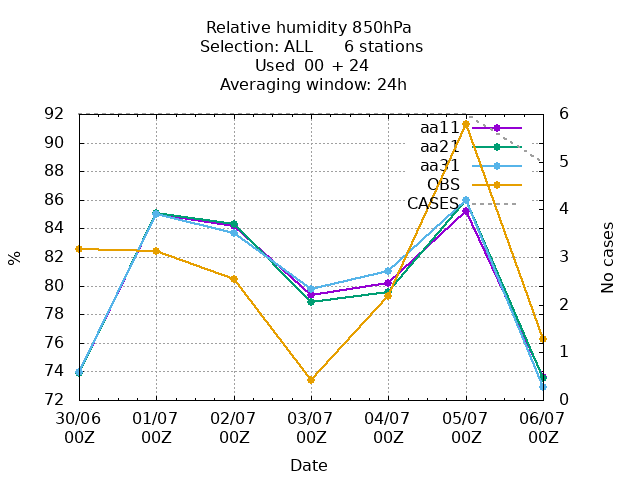 Relative humidity 850hPa
Selection: ALL 6 stations
Used 00 + 24
Averaging window: 24h
92
90
88
86
84
82
80
78
76
74
72
%
6
5
4
3
2
1
0
No cases
aa11
aa21
aa31
OBS
CASES
30/06 01/07 02/07 03/07 04/07 05/07 06/07
00Z 00Z 00Z 00Z 00Z 00Z 00Z
Date